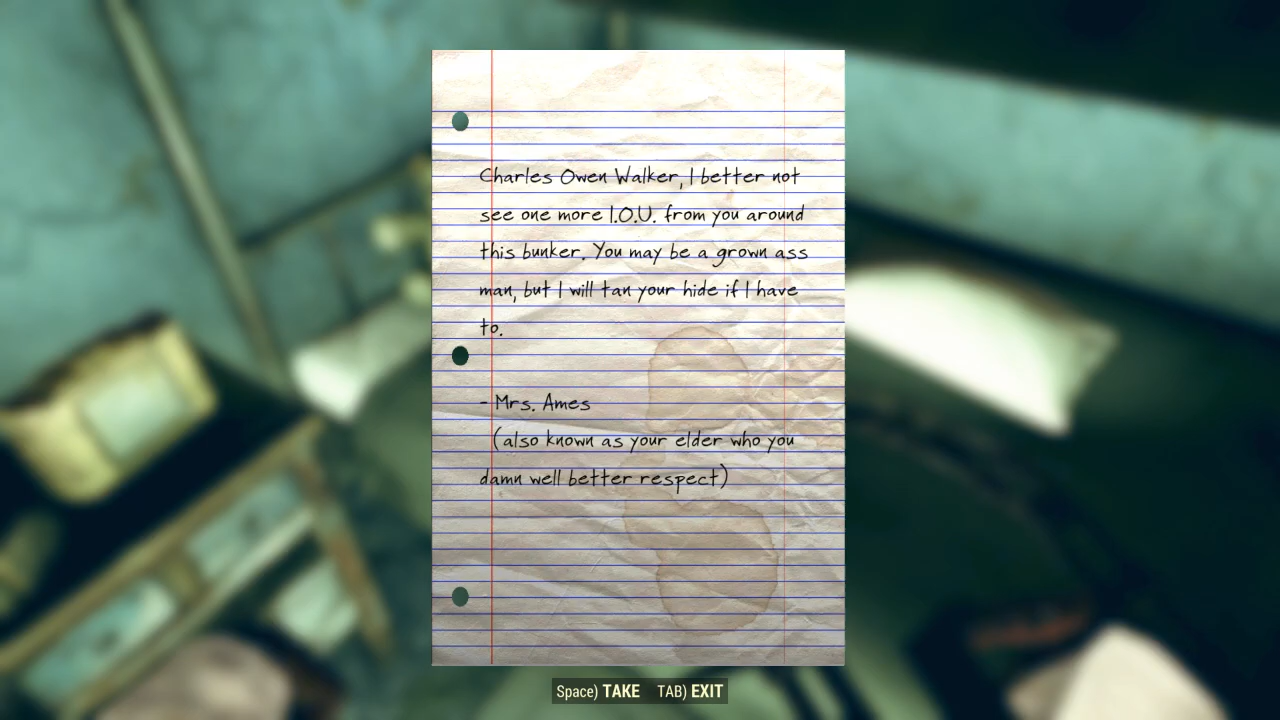 Charles Owen Walker, I better not
see one more I.O.U. from you around
this bunker. You may be a grown ass
man, but I will tan your hide if I have
to.
- Mrs. Ames
(also known as your elder who you
damn well better respect)
Space) TAKE TAB) EXIT